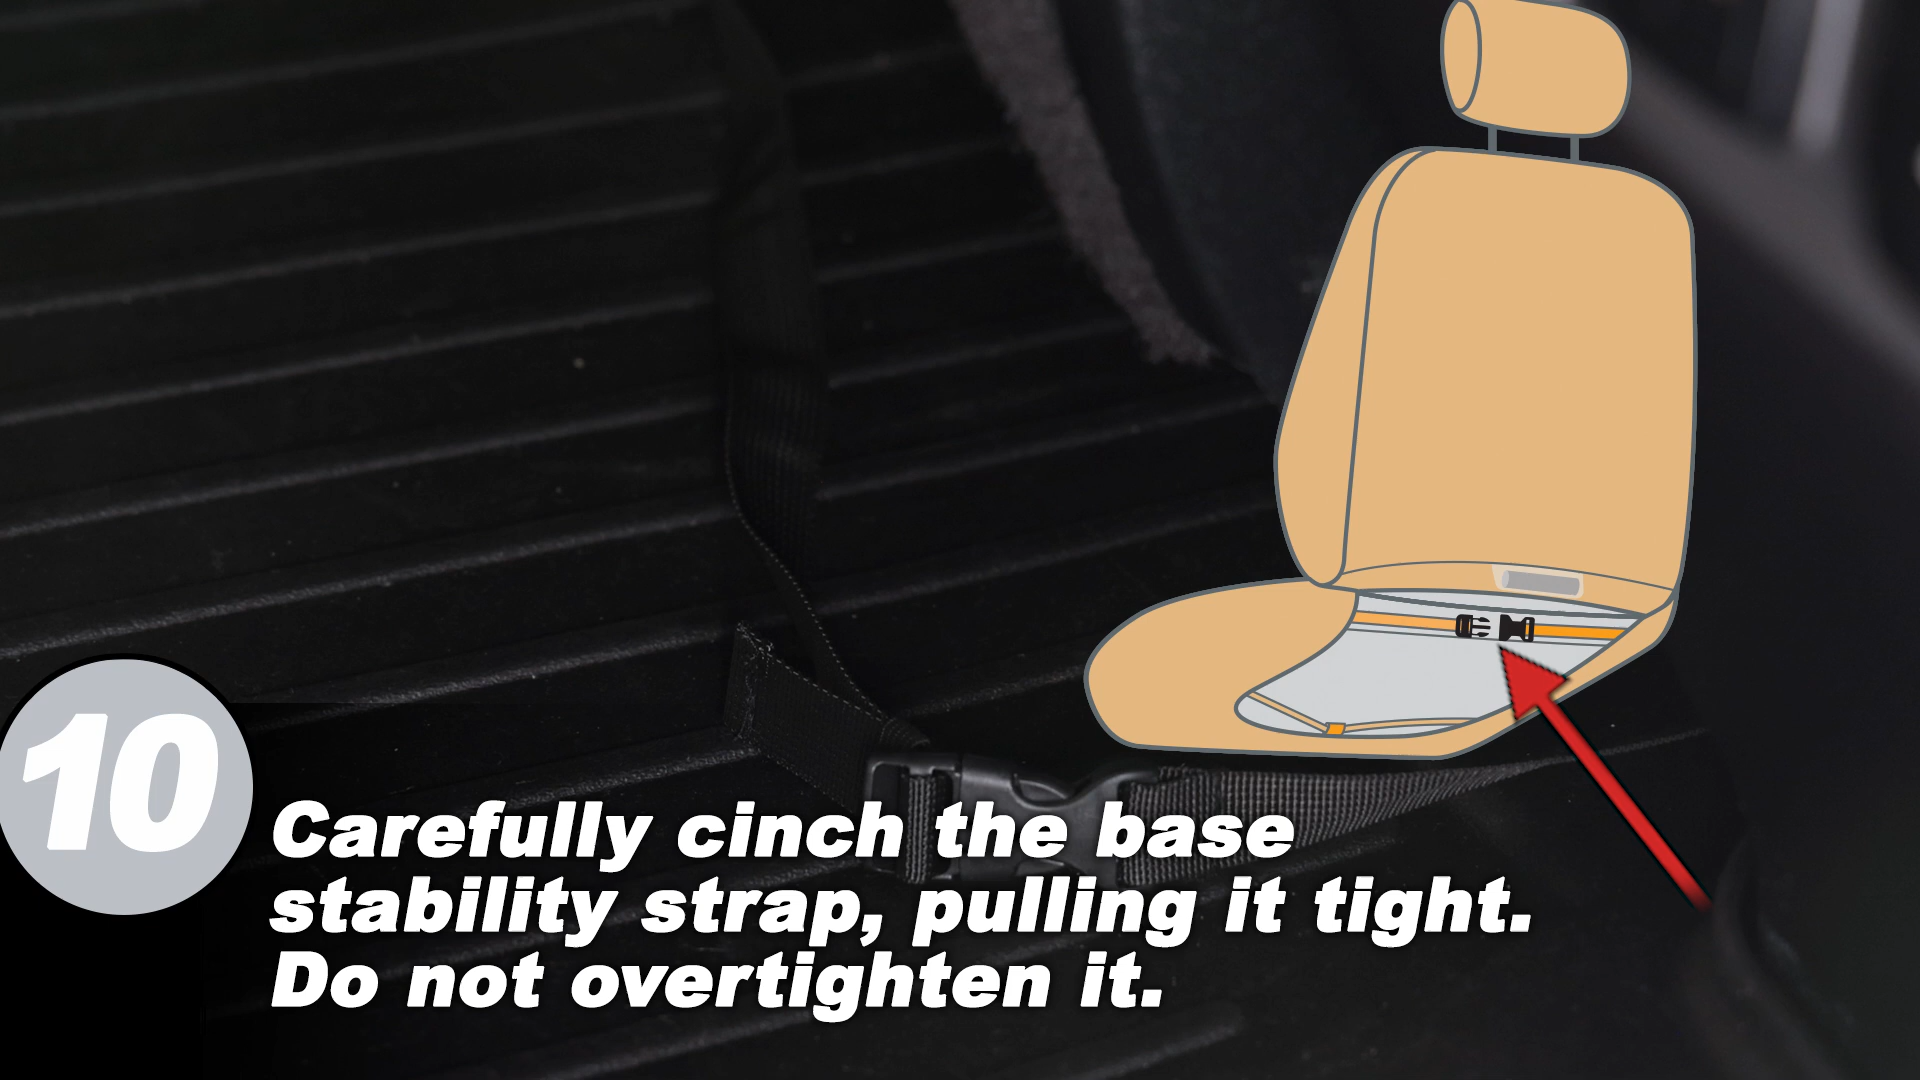 10
Carefully cinch the base
stability strap, pulling it tight.
Do not overtighten it.